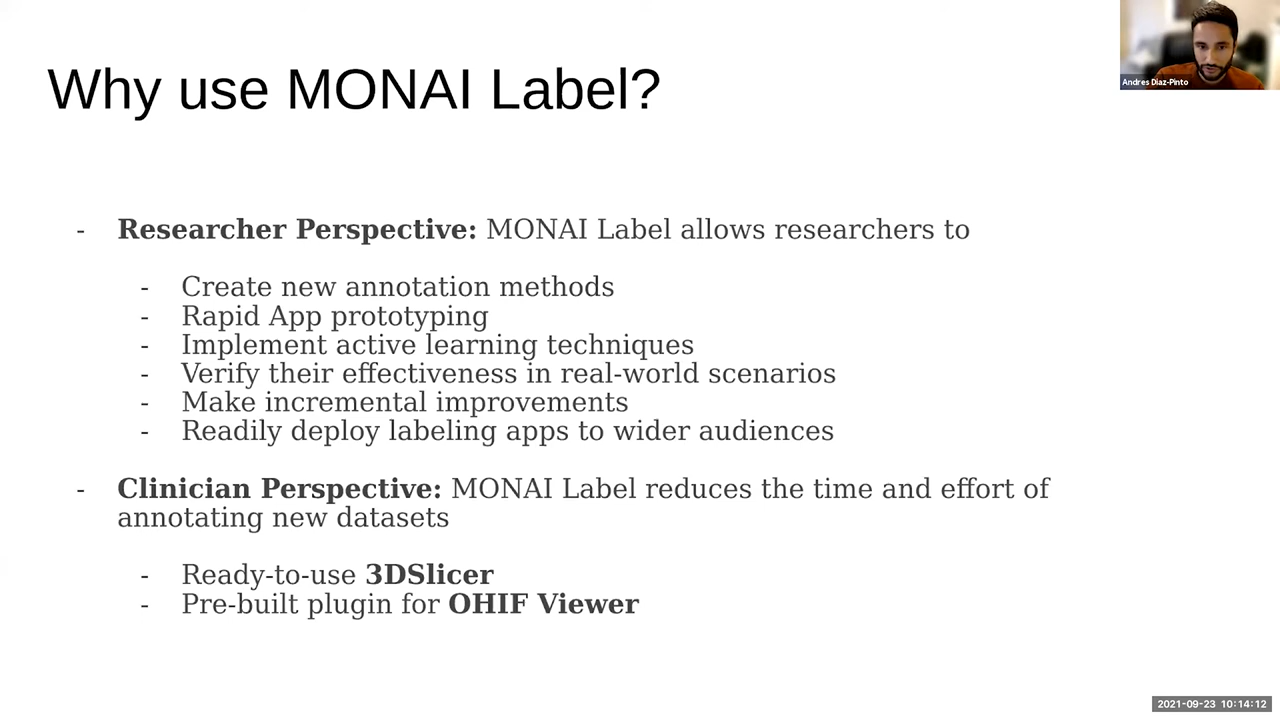 Why use MONAI Label?
Andres Diaz-Pinto
- Researcher Perspective: MONAI Label allows researchers to
- Create new annotation methods
- Rapid App prototyping
- Implement active learning techniques
- Verify their effectiveness in real-world scenarios
- Make incremental improvements
- Readily deploy labeling apps to wider audiences
- Clinician Perspective: MONAI Label reduces the time and effort of
annotating new datasets
- Ready-to-use 3DSlicer
- Pre-built plugin for OHIF Viewer
2021-09-23 10:14:12